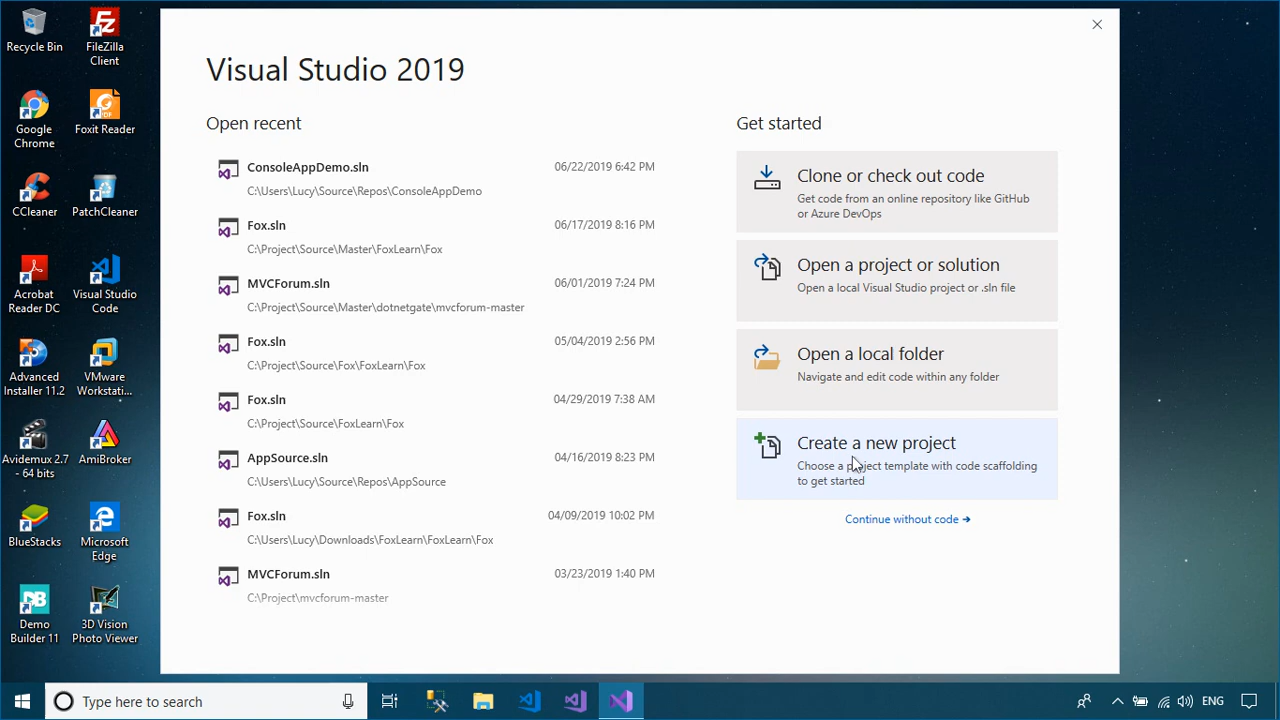 Recycle Bin
FileZilla
Client
Google
Chrome
Foxit Reader
CCleaner
PatchCleaner
Acrobat
Reader DC
Visual Studio
Code
Advanced
Installer 11.2
VMware
Workstati...
Avidemux 2.7
- 64 bits
AmiBroker
BlueStacks
Microsoft
Edge
Demo
Builder 11
3D Vision
Photo Viewer
Visual Studio 2019
Open recent
ConsoleAppDemo.sln 06/22/2019 6:42 PM
C:\Users\Lucy\Source\Repos\ConsoleAppDemo
Fox.sln 06/17/2019 8:16 PM
C:\Project\Source\Master\FoxLearn\Fox
MVCForum.sln 06/01/2019 7:24 PM
C:\Project\Source\Master\dotnetgate\mvcforum-master
Fox.sln 05/04/2019 2:56 PM
C:\Project\Source\Fox\FoxLearn\Fox
Fox.sln 04/29/2019 7:38 AM
C:\Project\Source\FoxLearn\Fox
AppSource.sln 04/16/2019 8:23 PM
C:\Users\Lucy\Source\Repos\AppSource
Fox.sln 04/09/2019 10:02 PM
C:\Users\Lucy\Downloads\FoxLearn\FoxLearn\Fox
MVCForum.sln 03/23/2019 1:40 PM
C:\Project\mvcforum-master
Get started
Clone or check out code
Get code from an online repository like GitHub
or Azure DevOps
Open a project or solution
Open a local Visual Studio project or .sln file
Open a local folder
Navigate and edit code within any folder
Create a new project
Choose a project template with code scaffolding
to get started
Continue without code →
Type here to search
ENG